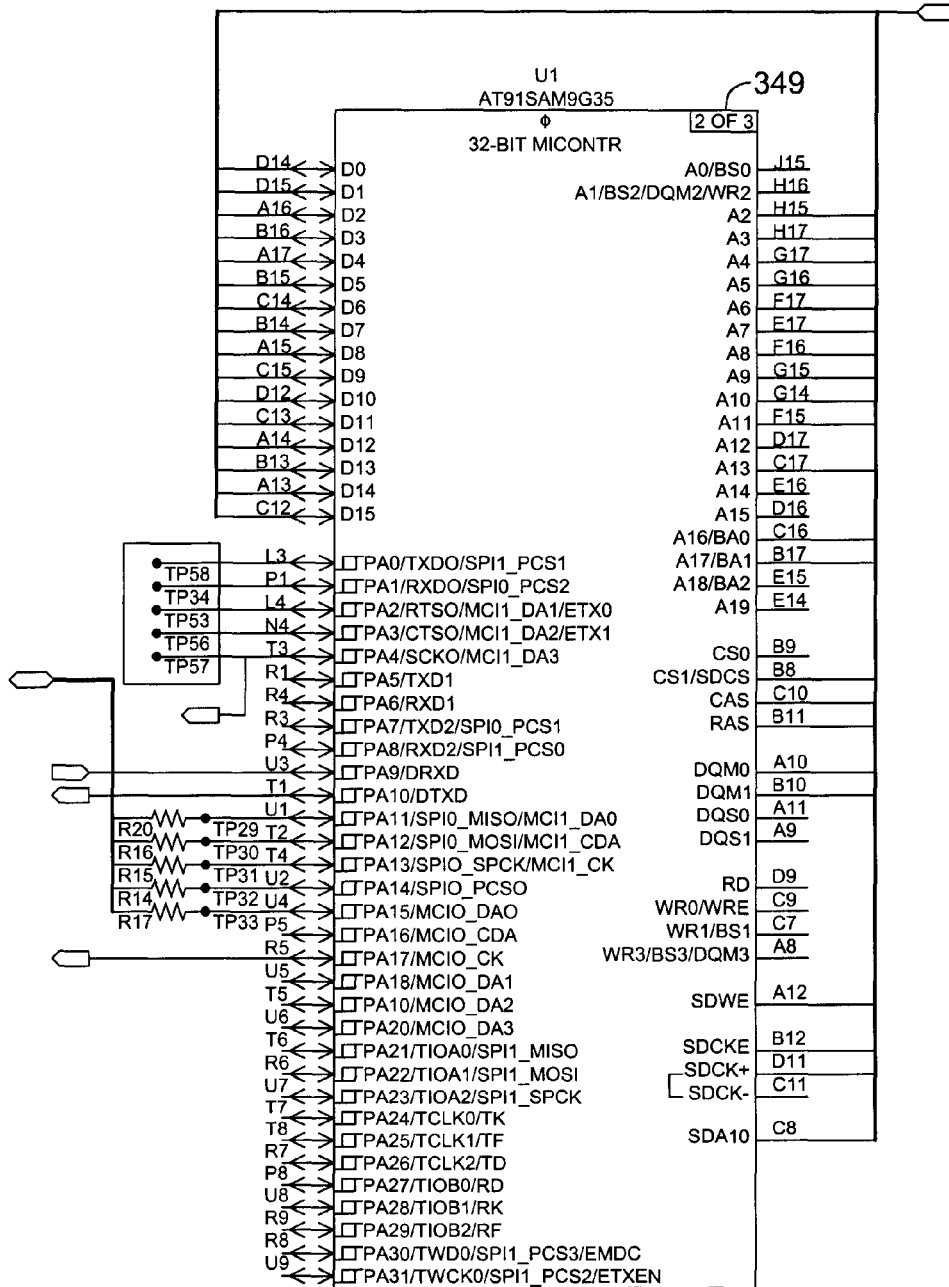 U1
AT91SAM9G35
349
2 OF 3
Φ
32-BIT MICONTR
D14 D0
D15 D1
A16 D2
B16 D3
A17 D4
B15 D5
C14 D6
B14 D7
A15 D8
C15 D9
D12 D10
C13 D11
A14 D12
B13 D13
A13 D14
C12 D15
L3 PA0/TXDO/SPI1_PCS1
TP58
P1 PA1/RXDO/SPI0_PCS2
TP34
L4 PA2/RTSO/MCI1_DA1/ETX0
TP53
N4 PA3/CTSO/MCI1_DA2/ETX1
TP56
T3 PA4/SCKO/MCI1_DA3
TP57
R1 PA5/TXD1
R4 PA6/RXD1
R3 PA7/TXD2/SPI0_PCS1
P4 PA8/RXD2/SPI1_PCS0
U3 PA9/DRXD
T1 PA10/DTXD
U1 PA11/SPI0_MISO/MCI1_DA0
R20 TP29
T2 PA12/SPI0_MOSI/MCI1_CDA
R16 TP30
T4 PA13/SPIO_SPCK/MCI1_CK
R15 TP31
U2 PA14/SPIO_PCSO
R14 TP32
U4 PA15/MCIO_DAO
R17 TP33
P5 PA16/MCIO_CDA
R5 PA17/MCIO_CK
U5 PA18/MCIO_DA1
T5 PA10/MCIO_DA2
U6 PA20/MCIO_DA3
T6 PA21/TIOA0/SPI1_MISO
R6 PA22/TIOA1/SPI1_MOSI
U7 PA23/TIOA2/SPI1_SPCK
T7 PA24/TCLK0/TK
T8 PA25/TCLK1/TF
R7 PA26/TCLK2/TD
P8 PA27/TIOB0/RD
U8 PA28/TIOB1/RK
R9 PA29/TIOB2/RF
R8 PA30/TWD0/SPI1_PCS3/EMDC
U9 PA31/TWCK0/SPI1_PCS2/ETXEN
A0/BS0 J15
A1/BS2/DQM2/WR2 H16
A2 H15
A3 H17
A4 G17
A5 G16
A6 F17
A7 E17
A8 F16
A9 G15
A10 G14
A11 F15
A12 D17
A13 C17
A14 E16
A15 D16
A16/BA0 C16
A17/BA1 B17
A18/BA2 E15
A19 E14
CS0 B9
CS1/SDCS B8
CAS C10
RAS B11
DQM0 A10
DQM1 B10
DQS0 A11
DQS1 A9
RD D9
WR0/WRE C9
WR1/BS1 C7
WR3/BS3/DQM3 A8
SDWE A12
SDCKE B12
SDCK+ D11
SDCK- C11
SDA10 C8